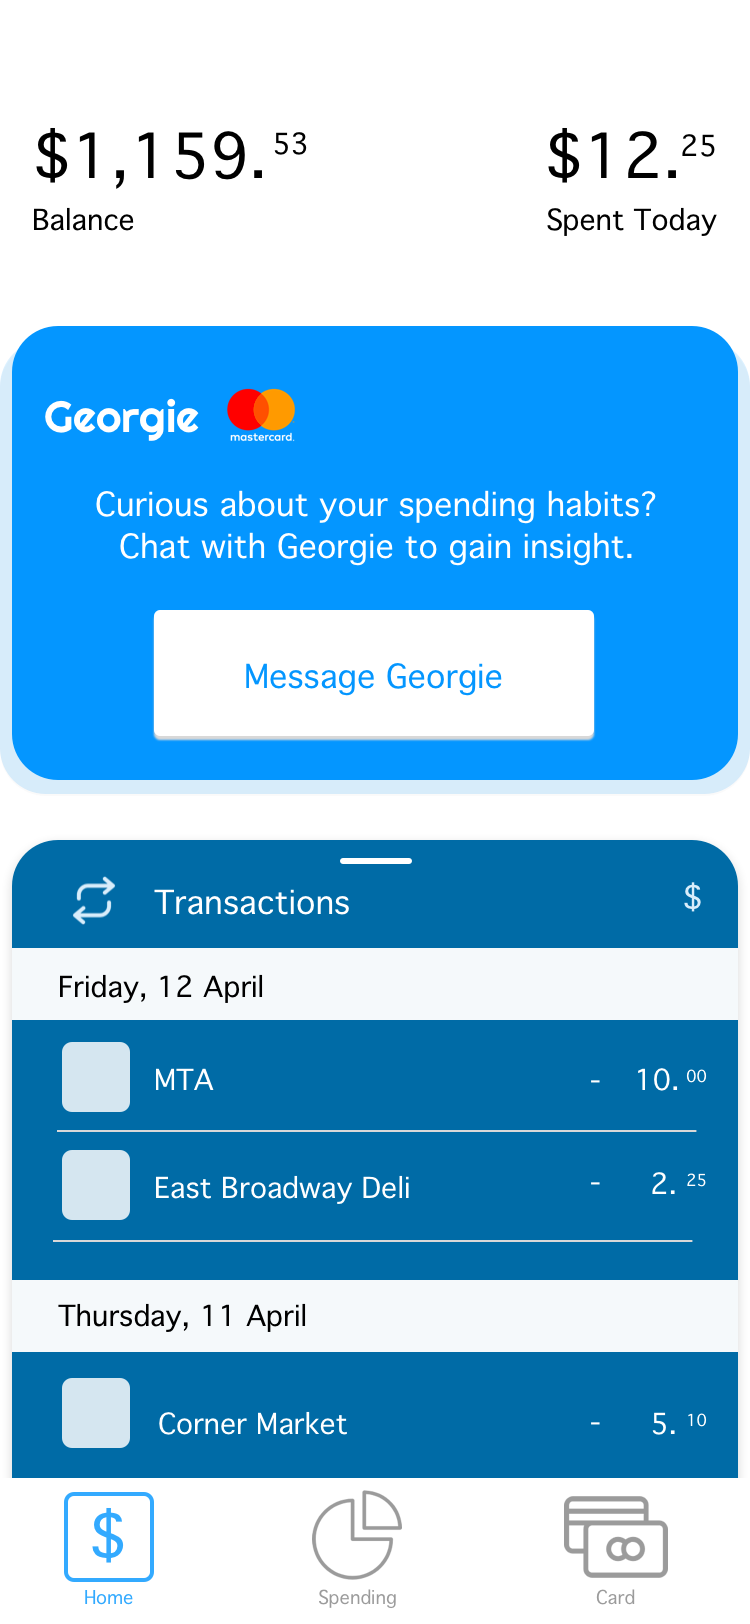 $1,159.53
Balance
$12.25
Spent Today
Georgie
mastercard.
Curious about your spending habits?
Chat with Georgie to gain insight.
Message Georgie
Transactions $
Friday, 12 April
MTA - 10.00
East Broadway Deli - 2.25
Thursday, 11 April
Corner Market - 5.10
$
Home
Spending
Card